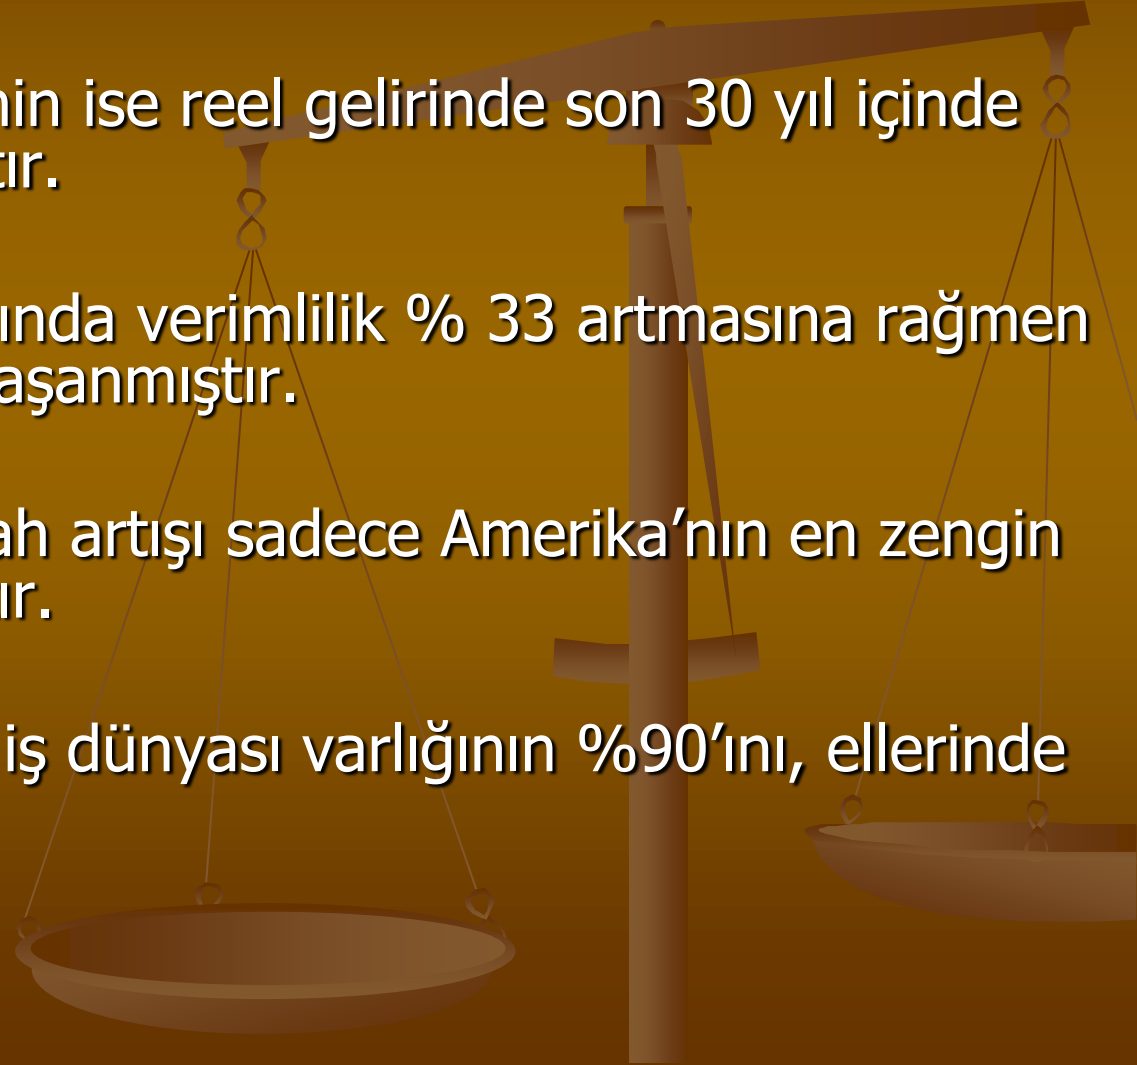 nin ise reel gelirinde son 30 yıl içinde
tır.
ında verimlilik % 33 artmasına rağmen
aşanmıştır.
ah artışı sadece Amerika’nın en zengin
ır.
iş dünyası varlığının %90’ını, ellerinde